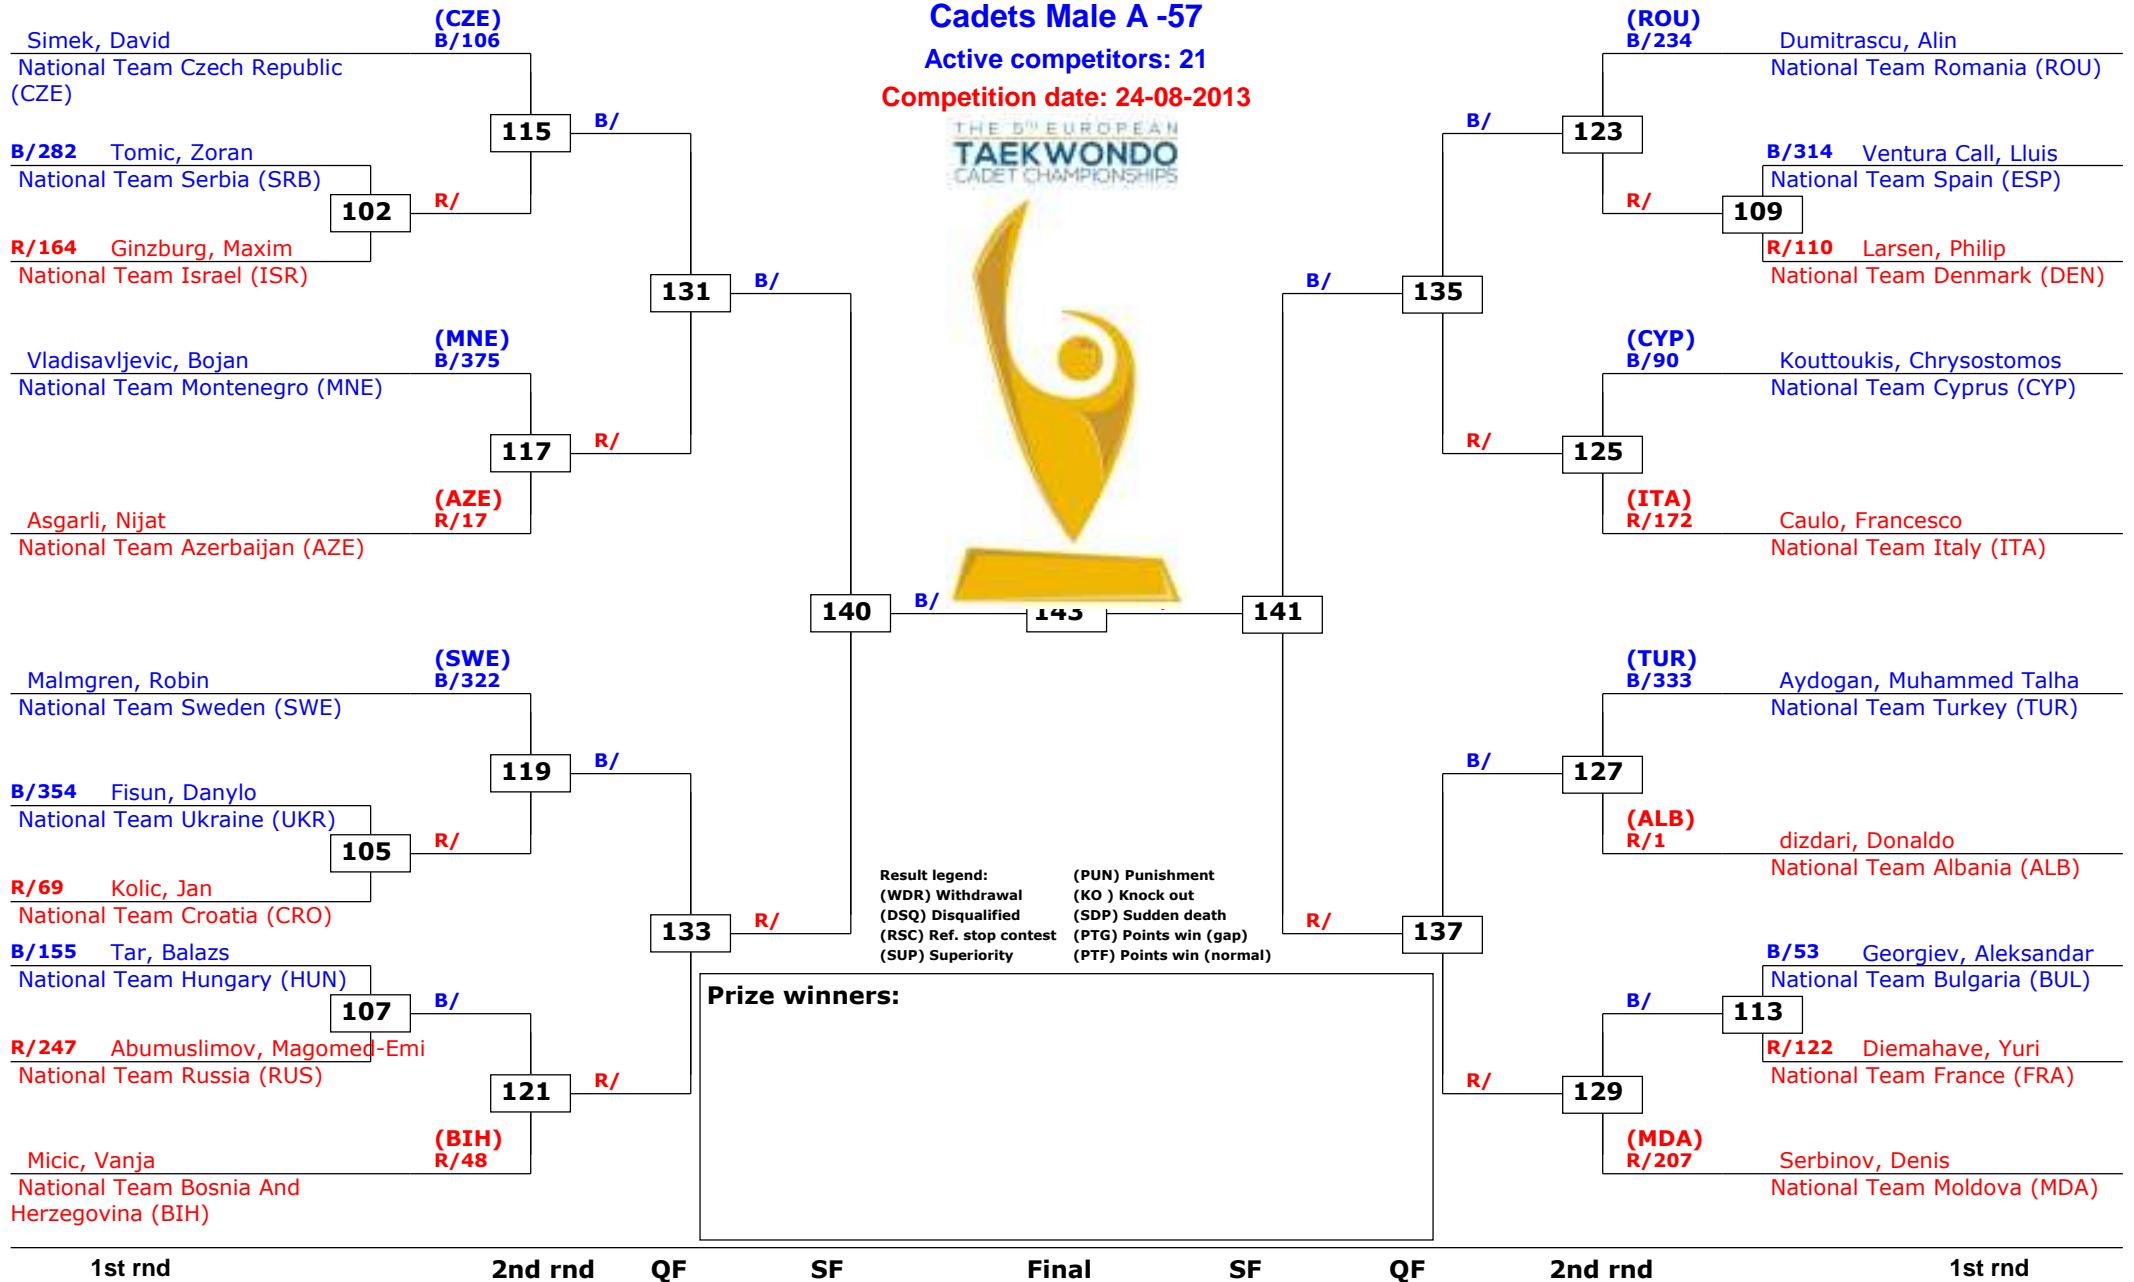 Cadets Male A -57
Active competitors: 21
Competition date: 24-08-2013
THE 5TH EUROPEAN
TAEKWONDO
CADET CHAMPIONSHIPS
Simek, David
(CZE)
B/106
National Team Czech Republic
(CZE)
115
B/
B/282 Tomic, Zoran
National Team Serbia (SRB)
102
R/
R/164 Ginzburg, Maxim
National Team Israel (ISR)
131
B/
Vladisavljevic, Bojan
(MNE)
B/375
National Team Montenegro (MNE)
117
R/
Asgarli, Nijat
(AZE)
R/17
National Team Azerbaijan (AZE)
140
B/
143
Malmgren, Robin
(SWE)
B/322
National Team Sweden (SWE)
119
B/
B/354 Fisun, Danylo
National Team Ukraine (UKR)
105
R/
R/69 Kolic, Jan
National Team Croatia (CRO)
133
R/
B/155 Tar, Balazs
National Team Hungary (HUN)
107
B/
R/247 Abumuslimov, Magomed-Emi
National Team Russia (RUS)
121
R/
Micic, Vanja
(BIH)
R/48
National Team Bosnia And
Herzegovina (BIH)
(ROU)
B/234
Dumitrascu, Alin
National Team Romania (ROU)
B/
123
B/314 Ventura Call, Lluis
National Team Spain (ESP)
R/
109
R/110 Larsen, Philip
National Team Denmark (DEN)
B/
135
(CYP)
B/90
Kouttoukis, Chrysostomos
National Team Cyprus (CYP)
R/
125
(ITA)
R/172
Caulo, Francesco
National Team Italy (ITA)
141
(TUR)
B/333
Aydogan, Muhammed Talha
National Team Turkey (TUR)
B/
127
(ALB)
R/1
dizdari, Donaldo
National Team Albania (ALB)
R/
137
B/53 Georgiev, Aleksandar
National Team Bulgaria (BUL)
B/
113
R/122 Diemahave, Yuri
National Team France (FRA)
R/
129
(MDA)
R/207
Serbinov, Denis
National Team Moldova (MDA)
Result legend: (PUN) Punishment
(WDR) Withdrawal (KO ) Knock out
(DSQ) Disqualified (SDP) Sudden death
(RSC) Ref. stop contest (PTG) Points win (gap)
(SUP) Superiority (PTF) Points win (normal)
Prize winners:
1st rnd 2nd rnd QF SF Final SF QF 2nd rnd 1st rnd